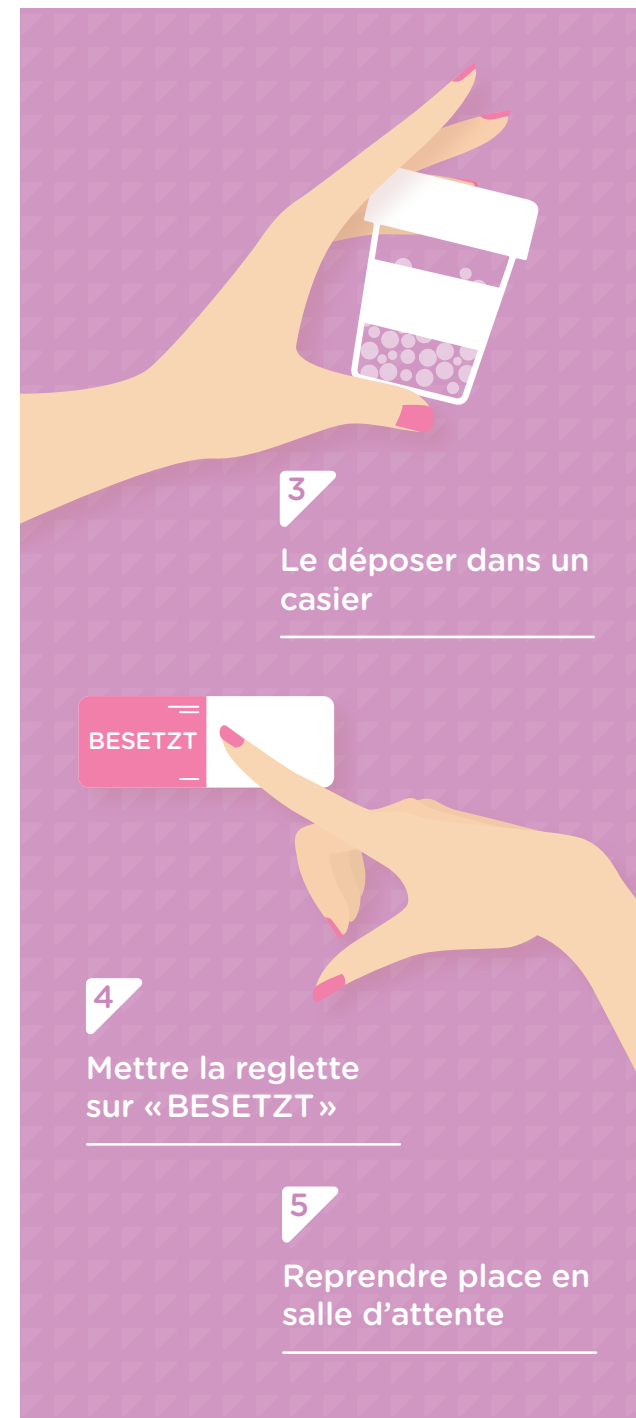 3
Le déposer dans un
casier
BESETZT
4
Mettre la reglette
sur «BESETZT»
5
Reprendre place en
salle d’attente